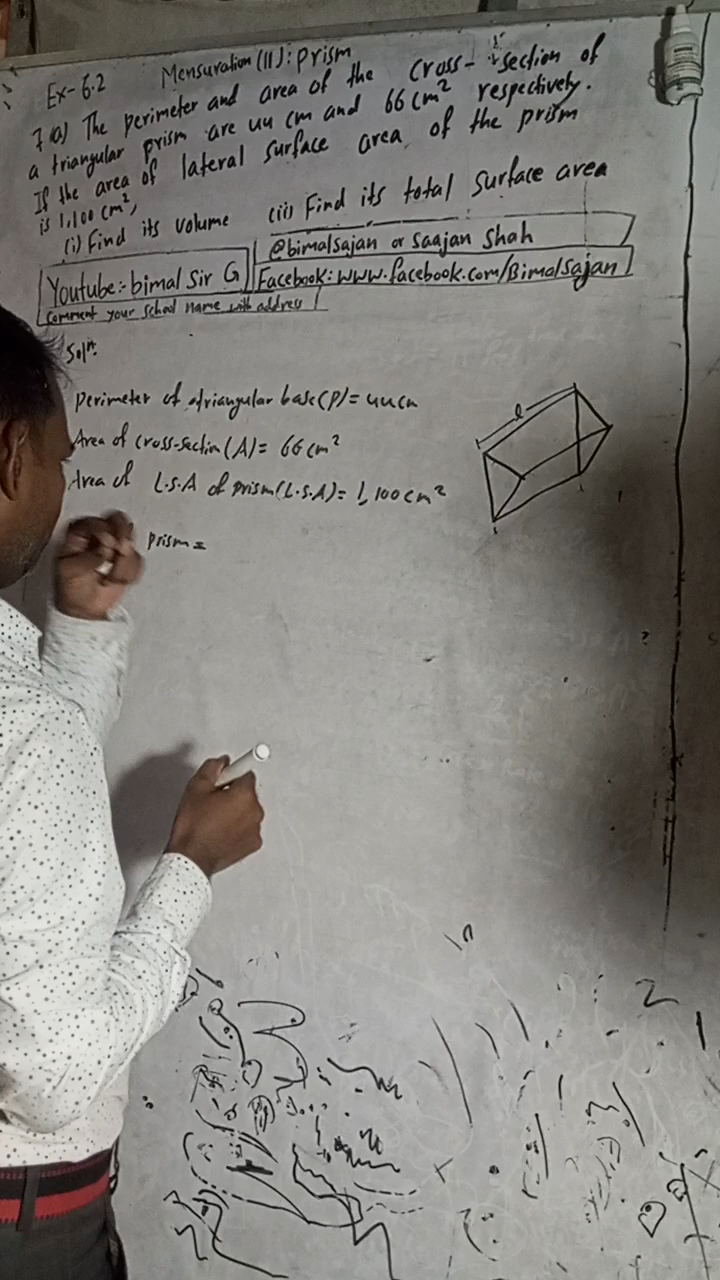 Ex-6.2 Mensuration (II): Prism
7(a) The perimeter and area of the cross-section of
a triangular prism are 44 cm and 66 cm² respectively.
If the area of lateral surface area of the prism
is 1,100 cm²,
(i) Find its volume (ii) Find its total surface area
@bimalsajan or Saajan Shah
Youtube:- bimal Sir G
Facebook: www.facebook.com/Bimalsajan
Comment your school name with address
Solⁿ:
Perimeter of triangular base (P) = 44 cm
Area of cross-section (A) = 66 cm²
Area of L.S.A of prism (L.S.A) = 1,100 cm²
prism =
l